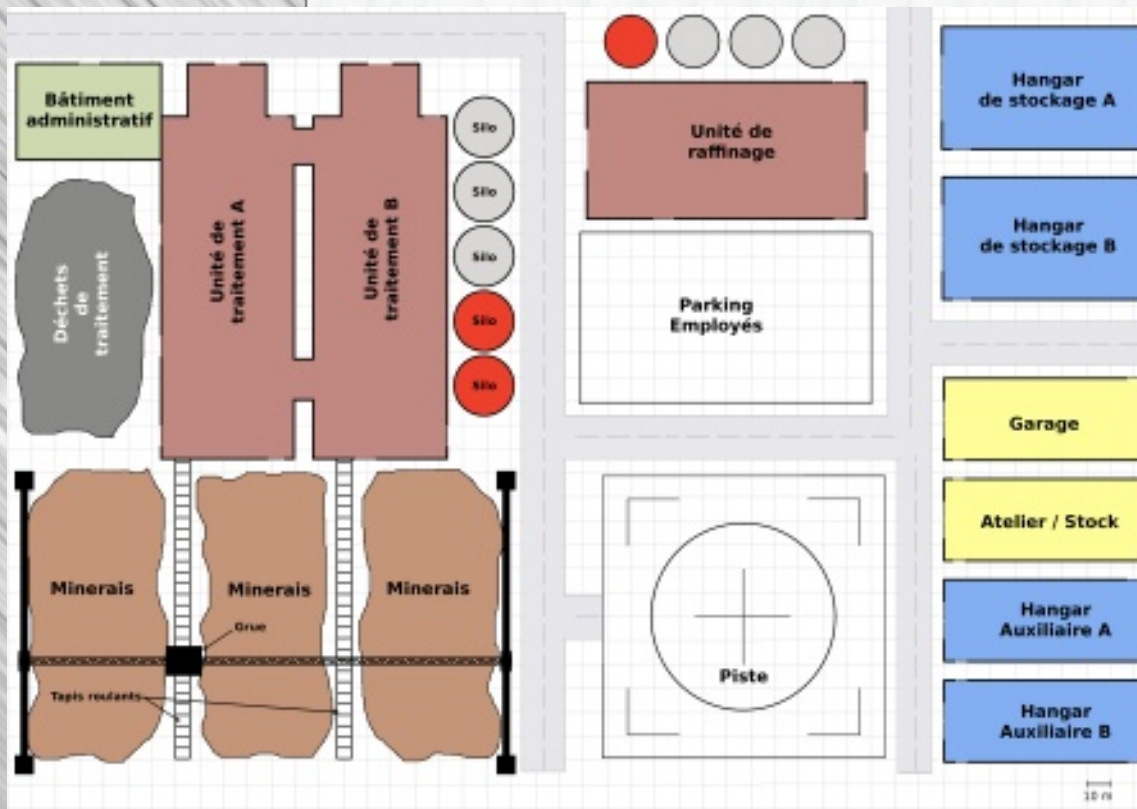 Bâtiment
administratif
Déchets
de
traitement
Unité de
traitement A
Unité de
traitement B
Silo
Silo
Silo
Silo
Silo
Unité de
raffinage
Parking
Employés
Hangar
de stockage A
Hangar
de stockage B
Garage
Atelier / Stock
Hangar
Auxiliaire A
Hangar
Auxiliaire B
Minerais
Minerais
Minerais
Grue
Tapis roulants
Piste
10 m